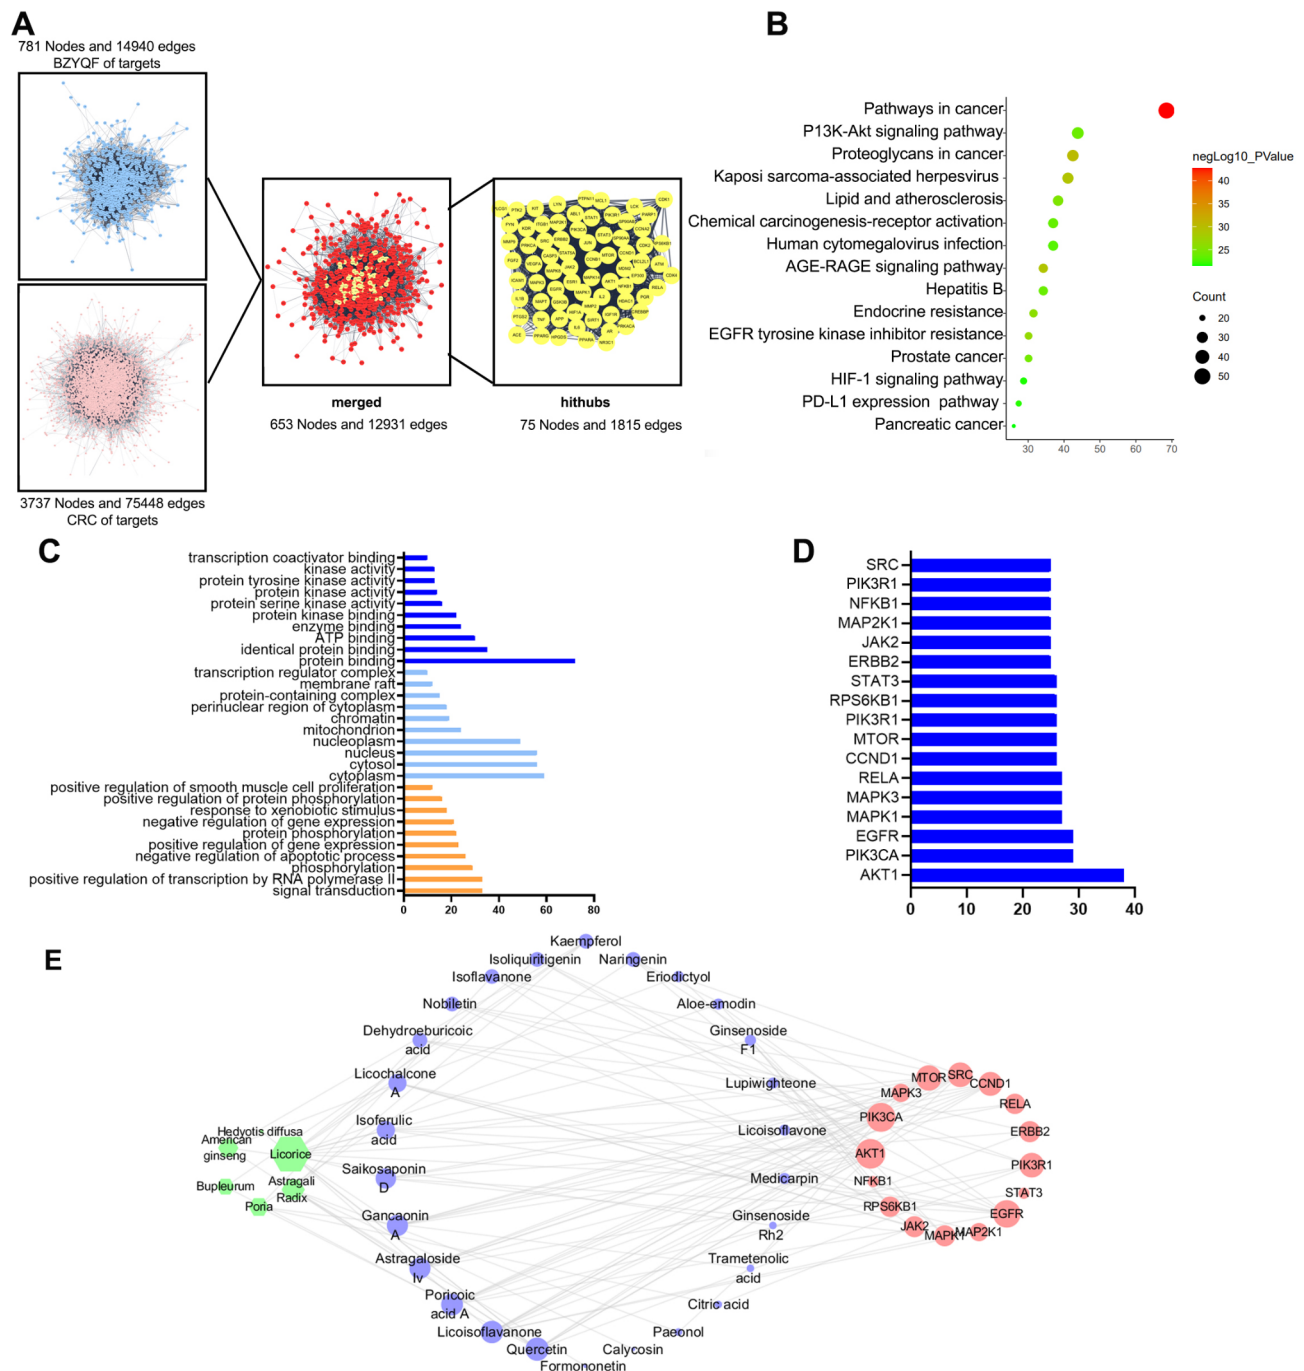 A
781 Nodes and 14940 edges
BZYQF of targets
3737 Nodes and 75448 edges
CRC of targets
merged
653 Nodes and 12931 edges
hithubs
75 Nodes and 1815 edges
B
Pathways in cancer
P13K-Akt signaling pathway
Proteoglycans in cancer
Kaposi sarcoma-associated herpesvirus
Lipid and atherosclerosis
Chemical carcinogenesis-receptor activation
Human cytomegalovirus infection
AGE-RAGE signaling pathway
Hepatitis B
Endocrine resistance
EGFR tyrosine kinase inhibitor resistance
Prostate cancer
HIF-1 signaling pathway
PD-L1 expression pathway
Pancreatic cancer
30 40 50 60 70
negLog10_PValue
40
35
30
25
Count
20
30
40
50
C
transcription coactivator binding
kinase activity
protein tyrosine kinase activity
protein kinase activity
protein serine kinase activity
protein kinase binding
enzyme binding
ATP binding
identical protein binding
protein binding
transcription regulator complex
membrane raft
protein-containing complex
perinuclear region of cytoplasm
chromatin
mitochondrion
nucleoplasm
nucleus
cytosol
cytoplasm
positive regulation of smooth muscle cell proliferation
positive regulation of protein phosphorylation
response to xenobiotic stimulus
negative regulation of gene expression
protein phosphorylation
positive regulation of gene expression
negative regulation of apoptotic process
phosphorylation
positive regulation of transcription by RNA polymerase II
signal transduction
0 20 40 60 80
D
SRC
PIK3R1
NFKB1
MAP2K1
JAK2
ERBB2
STAT3
RPS6KB1
PIK3R1
MTOR
CCND1
RELA
MAPK3
MAPK1
EGFR
PIK3CA
AKT1
0 10 20 30 40
E
Kaempferol
Isoliquiritigenin
Naringenin
Isoflavanone
Eriodictyol
Nobiletin
Aloe-emodin
Dehydroeburicoic
acid
Ginsenoside
F1
Licochalcone
A
Lupiwighteone
Isoferulic
acid
Licoisoflavone
Saikosaponin
D
Medicarpin
Gancaonin
A
Ginsenoside
Rh2
Astragaloside
Iv
Trametenolic
acid
Poricoic
acid A
Citric acid
Licoisoflavanone
Paeonol
Quercetin
Calycosin
Formononetin
Hedyotis diffusa
American
ginseng
Licorice
Bupleurum
Astragali
Radix
Poria
MTOR
SRC
CCND1
MAPK3
RELA
PIK3CA
ERBB2
AKT1
PIK3R1
NFKB1
STAT3
RPS6KB1
EGFR
JAK2
MAPK1
MAP2K1